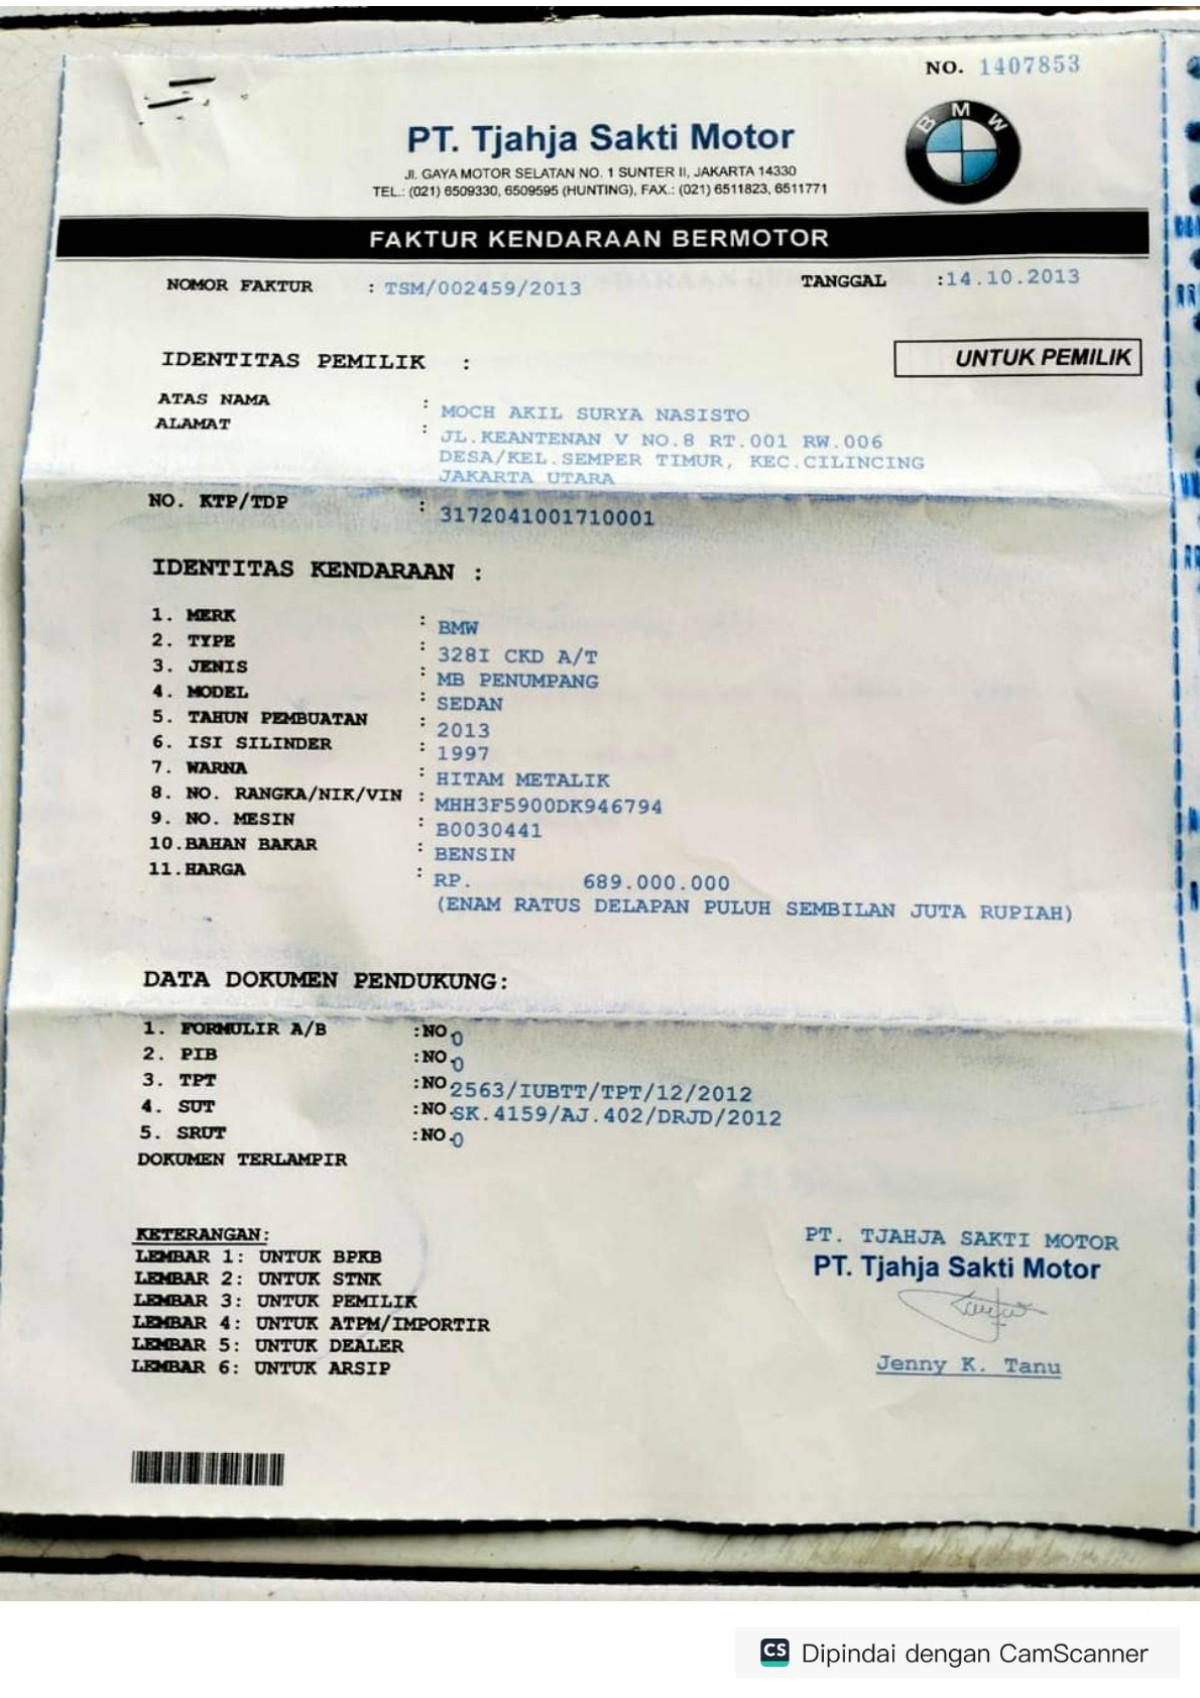 NO. 1407853
BMW
PT. Tjahja Sakti Motor
Jl. GAYA MOTOR SELATAN NO. 1 SUNTER II, JAKARTA 14330
TEL.: (021) 6509330, 6509595 (HUNTING), FAX.: (021) 6511823, 6511771
FAKTUR KENDARAAN BERMOTOR
NOMOR FAKTUR : TSM/002459/2013 TANGGAL :14.10.2013
IDENTITAS PEMILIK :
UNTUK PEMILIK
ATAS NAMA : MOCH AKIL SURYA NASISTO
ALAMAT : JL.KEANTENAN V NO.8 RT.001 RW.006
DESA/KEL.SEMPER TIMUR, KEC.CILINCING
JAKARTA UTARA
NO. KTP/TDP : 3172041001710001
IDENTITAS KENDARAAN :
1. MERK : BMW
2. TYPE : 328I CKD A/T
3. JENIS : MB PENUMPANG
4. MODEL : SEDAN
5. TAHUN PEMBUATAN : 2013
6. ISI SILINDER : 1997
7. WARNA : HITAM METALIK
8. NO. RANGKA/NIK/VIN : MHH3F5900DK946794
9. NO. MESIN : B0030441
10.BAHAN BAKAR : BENSIN
11.HARGA : RP. 689.000.000
(ENAM RATUS DELAPAN PULUH SEMBILAN JUTA RUPIAH)
DATA DOKUMEN PENDUKUNG:
1. FORMULIR A/B :NO 0
2. PIB :NO 0
3. TPT :NO 2563/IUBTT/TPT/12/2012
4. SUT :NO.SK.4159/AJ.402/DRJD/2012
5. SRUT :NO.0
DOKUMEN TERLAMPIR
KETERANGAN:
LEMBAR 1: UNTUK BPKB
LEMBAR 2: UNTUK STNK
LEMBAR 3: UNTUK PEMILIK
LEMBAR 4: UNTUK ATPM/IMPORTIR
LEMBAR 5: UNTUK DEALER
LEMBAR 6: UNTUK ARSIP
PT. TJAHJA SAKTI MOTOR
PT. Tjahja Sakti Motor
Jenny K. Tanu
CS Dipindai dengan CamScanner